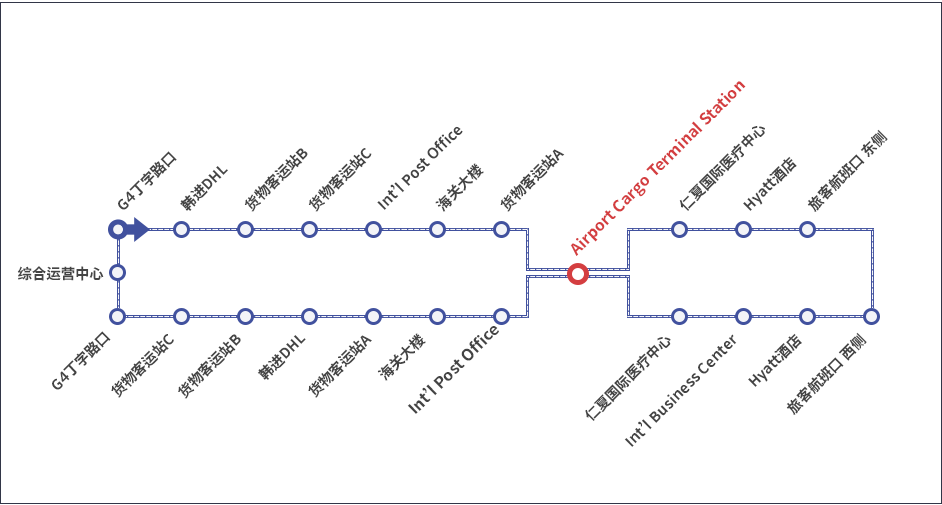 G4丁字路口
韩进DHL
货物客运站B
货物客运站C
Int'l Post Office
海关大楼
货物客运站A
Airport Cargo Terminal Station
仁夏国际医疗中心
Hyatt酒店
旅客航班口 东侧
综合运营中心
G4丁字路口
货物客运站C
货物客运站B
韩进DHL
货物客运站A
海关大楼
Int'l Post Office
仁夏国际医疗中心
Int'l Business Center
Hyatt酒店
旅客航班口 西侧